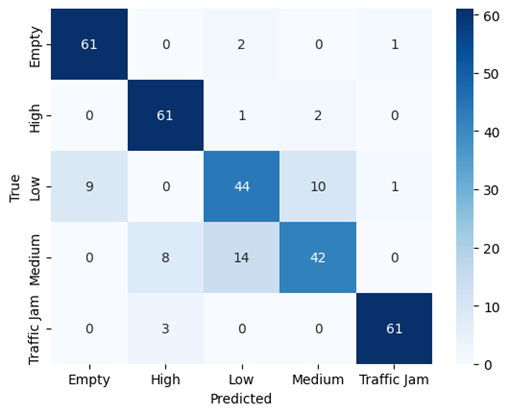 Empty 61 0 2 0 1
High 0 61 1 2 0
Low 9 0 44 10 1
Medium 0 8 14 42 0
Traffic Jam 0 3 0 0 61
True
Empty High Low Medium Traffic Jam
Predicted
60
50
40
30
20
10
0